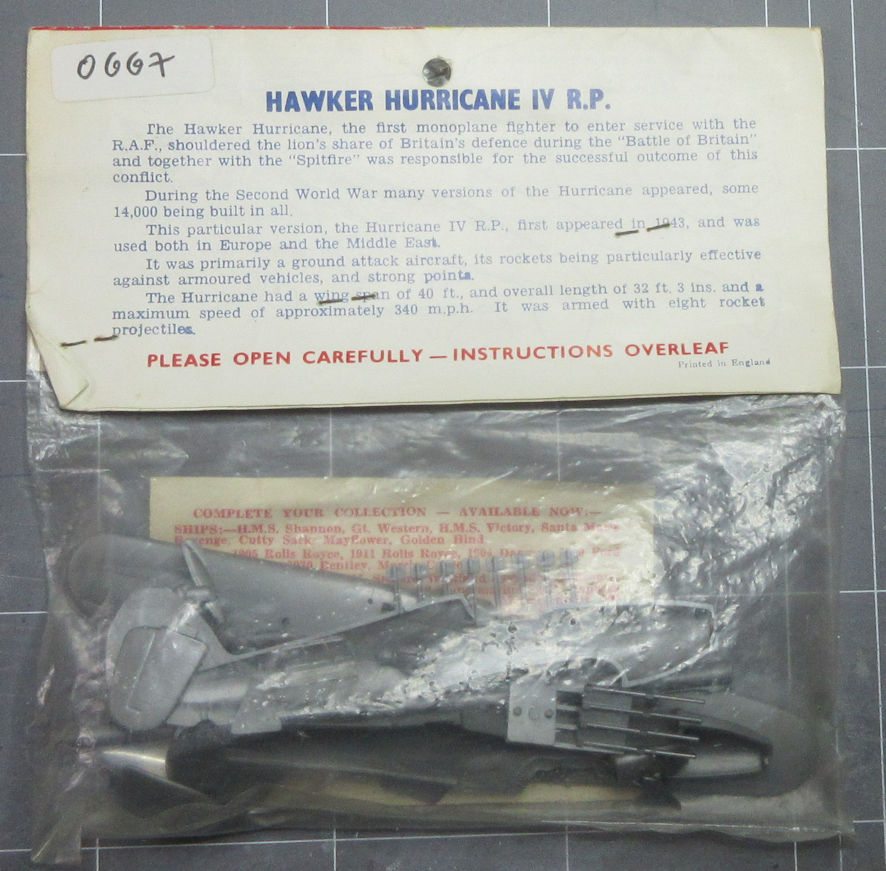 0667
HAWKER HURRICANE IV R.P.
The Hawker Hurricane, the first monoplane fighter to enter service with the
R.A.F., shouldered the lion's share of Britain's defence during the "Battle of Britain"
and together with the "Spitfire" was responsible for the successful outcome of this
conflict.
During the Second World War many versions of the Hurricane appeared, some
14,000 being built in all.
This particular version, the Hurricane IV R.P., first appeared in 1943, and was
used both in Europe and the Middle East.
It was primarily a ground attack aircraft, its rockets being particularly effective
against armoured vehicles, and strong points.
The Hurricane had a wing span of 40 ft., and overall length of 32 ft. 3 ins. and a
maximum speed of approximately 340 m.p.h. It was armed with eight rocket
projectiles.
PLEASE OPEN CAREFULLY — INSTRUCTIONS OVERLEAF
Printed in England
COMPLETE YOUR COLLECTION — AVAILABLE NOW:—
SHIPS:—H.M.S. Shannon, Gt. Western, H.M.S. Victory, Santa
Cutty Sark, Mayflower, Golden Hind.
Rolls Royce, 1911 Rolls Royce,
Bentley,